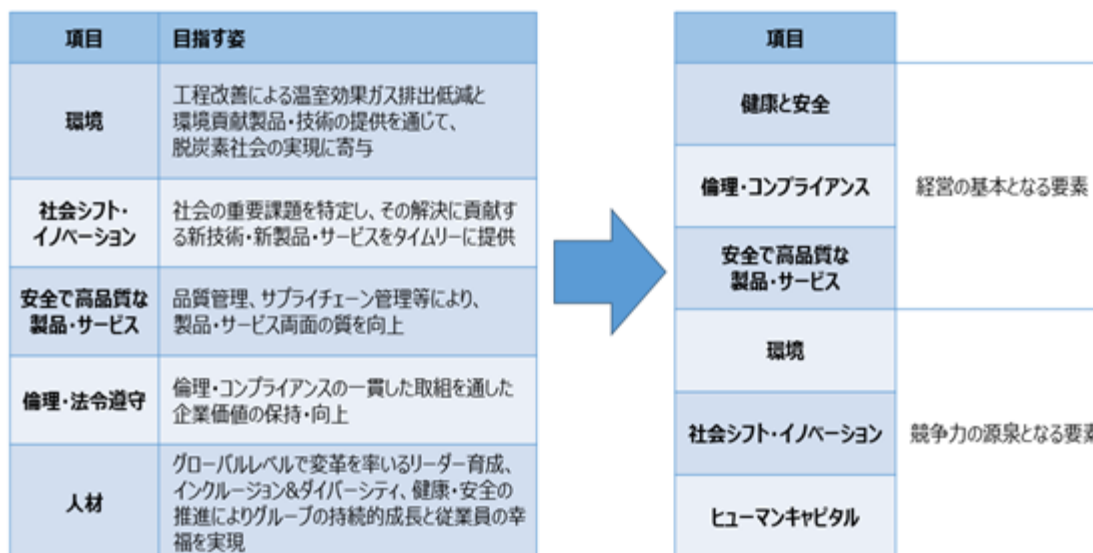 項目
目指す姿
環境
工程改善による温室効果ガス排出低減と
環境貢献製品・技術の提供を通じて、
脱炭素社会の実現に寄与
社会シフト・
イノベーション
社会の重要課題を特定し、その解決に貢献す
る新技術・新製品・サービスをタイムリーに提供
安全で高品質な
製品・サービス
品質管理、サプライチェーン管理等により、
製品・サービス両面の質を向上
倫理・法令遵守
倫理・コンプライアンスの一貫した取組を通した
企業価値の保持・向上
人材
グローバルレベルで変革を率いるリーダー育成、
インクルージョン&ダイバーシティ、健康・安全の
推進によりグループの持続的成長と従業員の幸
福を実現
項目
健康と安全
倫理・コンプライアンス
経営の基本となる要素
安全で高品質な
製品・サービス
環境
社会シフト・イノベーション
競争力の源泉となる要素
ヒューマンキャピタル